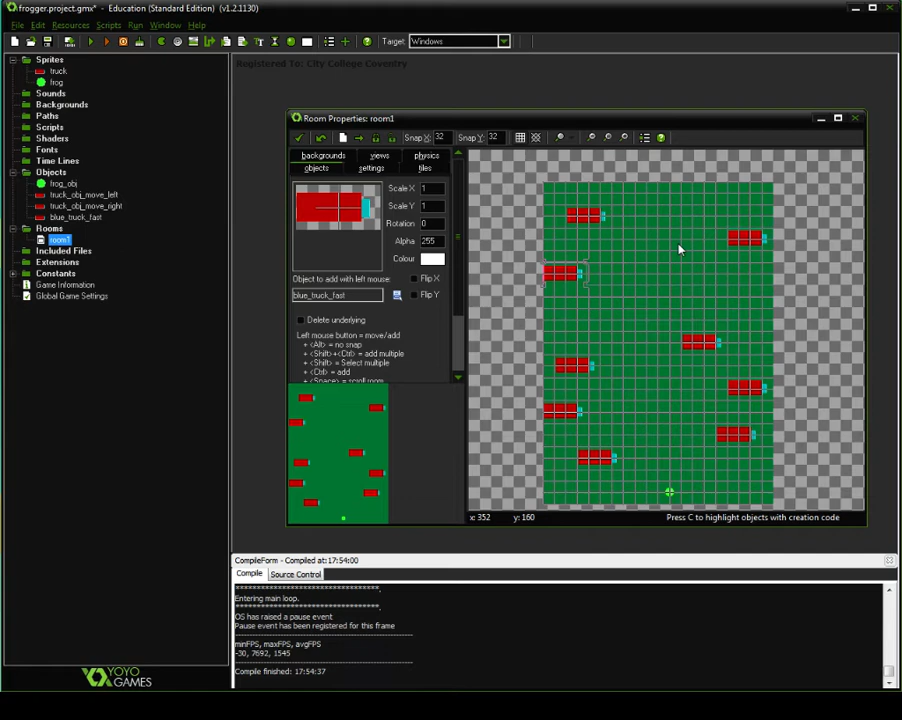 frogger.project.gmx*  -  Education (Standard Edition)  (v1.2.1130)
File Edit Resources Scripts Run Window Help
Target Windows
Sprites
truck
frog
Sounds
Backgrounds
Paths
Scripts
Shaders
Fonts
Time Lines
Objects
frog_obj
truck_obj_move_left
truck_obj_move_right
blue_truck_fast
Rooms
room1
Included Files
Extensions
Constants
Game Information
Global Game Settings
YOYO
GAMES
Registered To: City College Coventry
Room Properties: room1
Snap X: 32 Snap Y: 32
backgrounds views physics
objects settings tiles
Scale X 1
Scale Y 1
Rotation 0
Alpha 255
Colour
Object to add with left mouse: Flip X
blue_truck_fast Flip Y
Delete underlying
Left mouse button = move/add
+ <Alt> = no snap
+ <Shift>+<Ctrl> = add multiple
+ <Shift> = Select multiple
+ <Ctrl> = add
+ <Space> = scroll room
x: 352 y: 160 Press C to highlight objects with creation code
CompileForm - Compiled at:17:54:00
Compile Source Control
Entering main loop.
OS has raised a pause event
Pause event has been registered for this frame
minFPS, maxFPS, avgFPS
-30, 7692, 1545
Compile finished: 17:54:37